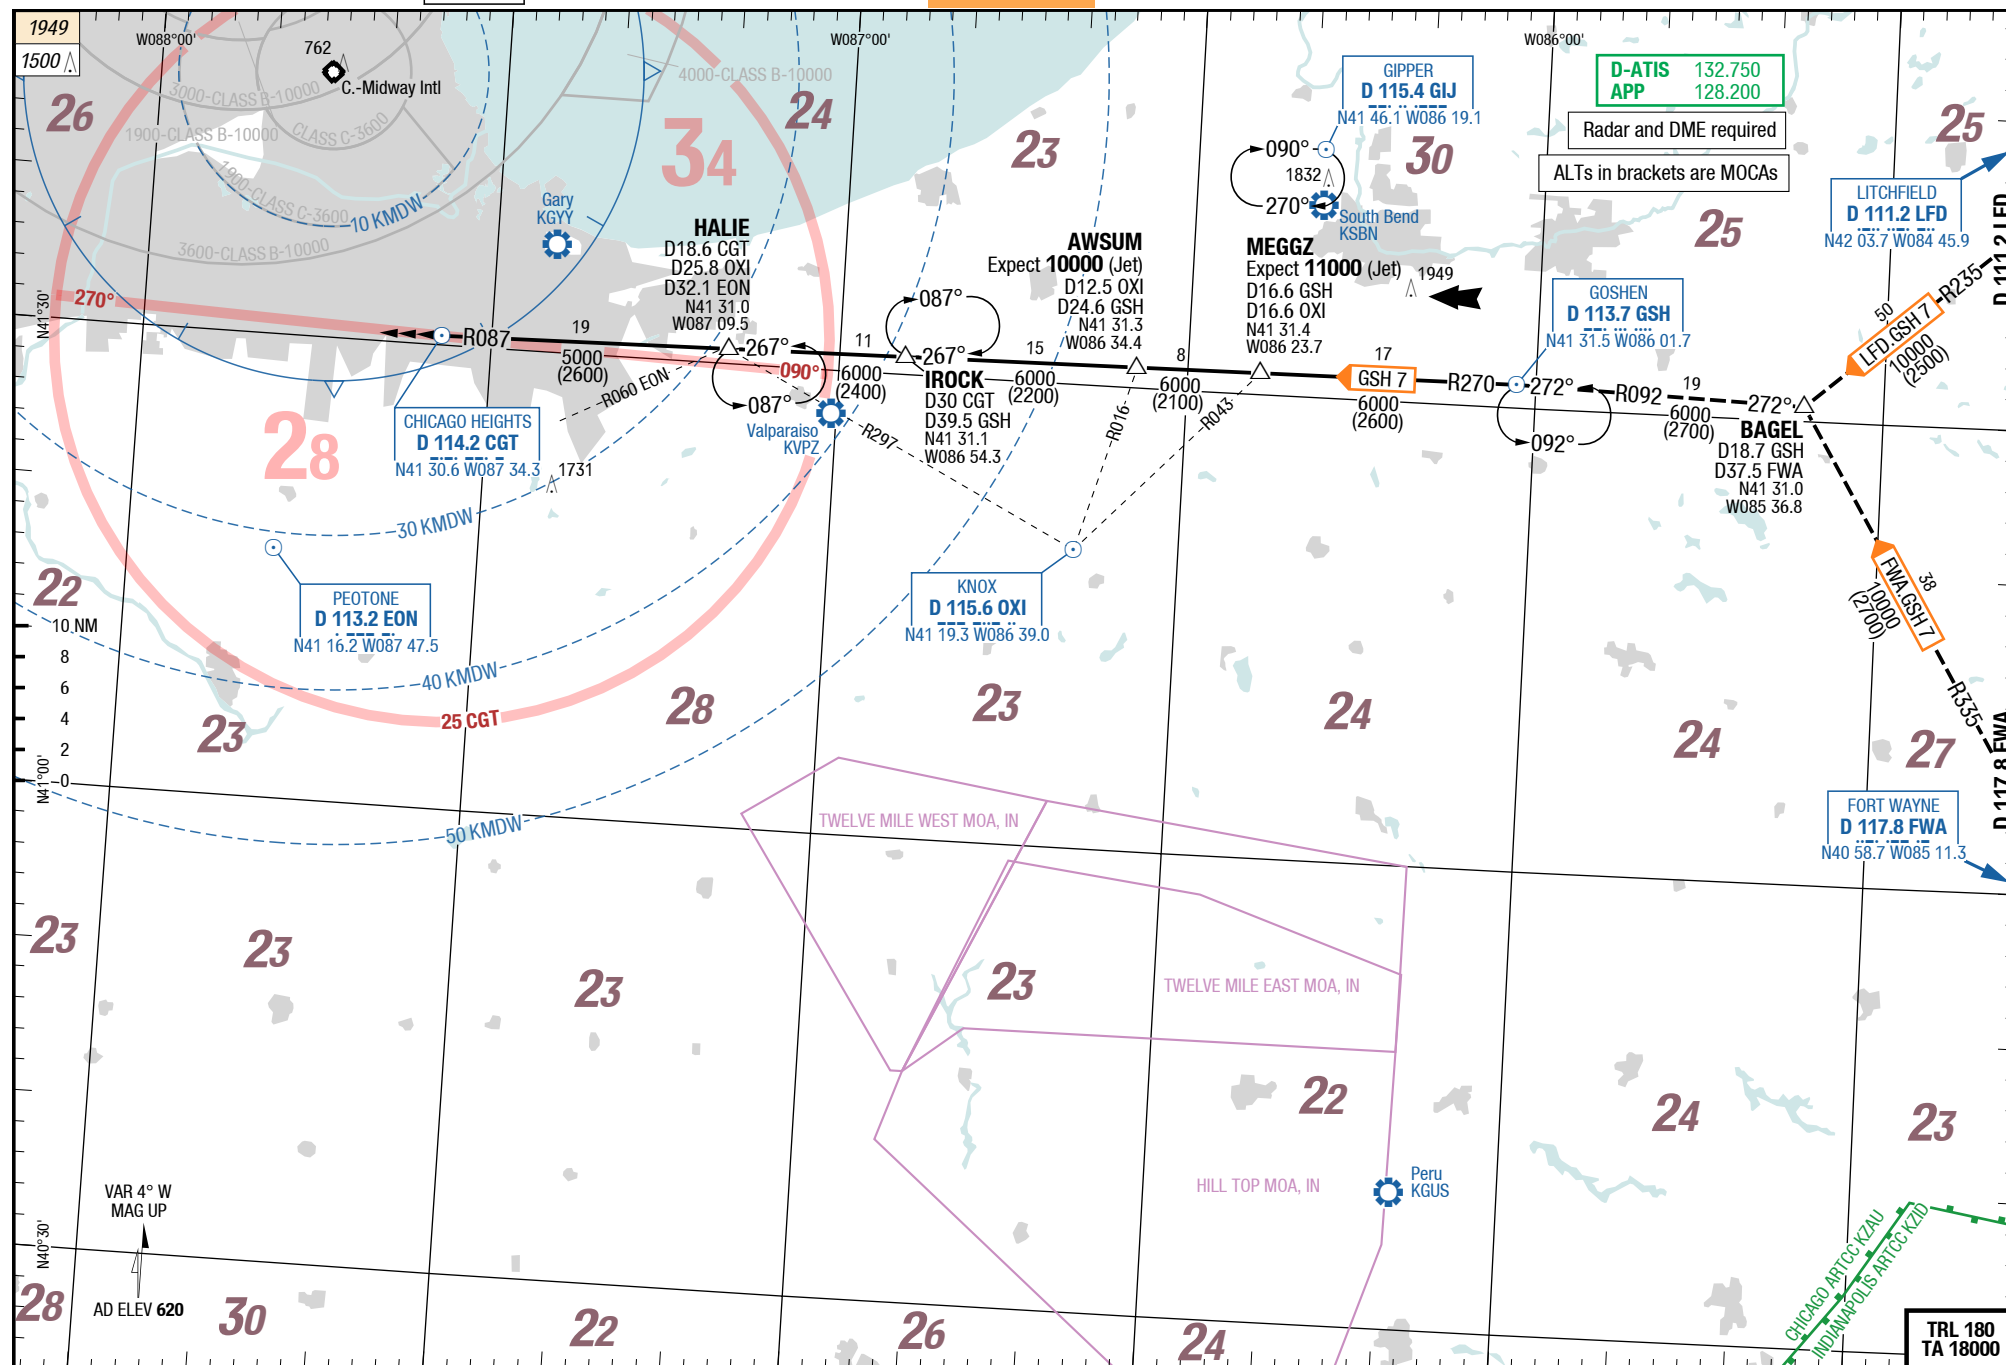 1949
1500
W088°00'
W087°00'
W086°00'
762
C.-Midway Intl
3000-CLASS B-10000
1900-CLASS B-10000
CLASS C-3600
1900-CLASS C-3600
3600-CLASS B-10000
4000-CLASS B-10000
10 KMDW
26
34
24
23
30
25
25
GIPPER
D 115.4 GIJ
N41 46.1 W086 19.1
D-ATIS 132.750
APP 128.200
Radar and DME required
ALTs in brackets are MOCAs
090°
1832
270°
South Bend
KSBN
LITCHFIELD
D 111.2 LFD
N42 03.7 W084 45.9
D 111.2 LFD
Gary
KGYY
HALIE
D18.6 CGT
D25.8 OXI
D32.1 EON
N41 31.0
W087 09.5
AWSUM
Expect 10000 (Jet)
D12.5 OXI
D24.6 GSH
N41 31.3
W086 34.4
MEGGZ
Expect 11000 (Jet)
D16.6 GSH
D16.6 OXI
N41 31.4
W086 23.7
1949
GOSHEN
D 113.7 GSH
N41 31.5 W086 01.7
R235
50
LFD.GSH 7
10000
(2500)
N41°30'
270°
R087
19
5000
(2600)
267°
087°
090°
R060 EON
11
6000
(2400)
087°
267°
IROCK
D30 CGT
D39.5 GSH
N41 31.1
W086 54.3
15
6000
(2200)
8
6000
(2100)
17
GSH 7
6000
(2600)
R270
272°
092°
R092
19
6000
(2700)
272°
BAGEL
D18.7 GSH
D37.5 FWA
N41 31.0
W085 36.8
CHICAGO HEIGHTS
D 114.2 CGT
N41 30.6 W087 34.3
28
1731
Valparaiso
KVPZ
R297
R016
R043
30 KMDW
PEOTONE
D 113.2 EON
N41 16.2 W087 47.5
KNOX
D 115.6 OXI
N41 19.3 W086 39.0
38
FWA.GSH 7
10000
(2700)
R335
D 117.8 FWA
22
10 NM
8
6
4
2
0
N41°00'
40 KMDW
25 CGT
50 KMDW
23
28
23
24
24
27
FORT WAYNE
D 117.8 FWA
N40 58.7 W085 11.3
TWELVE MILE WEST MOA, IN
TWELVE MILE EAST MOA, IN
23
23
23
23
22
24
23
HILL TOP MOA, IN
Peru
KGUS
VAR 4° W
MAG UP
N40°30'
AD ELEV 620
28
30
22
26
24
CHICAGO ARTCC KZAU
INDIANAPOLIS ARTCC KZID
TRL 180
TA 18000